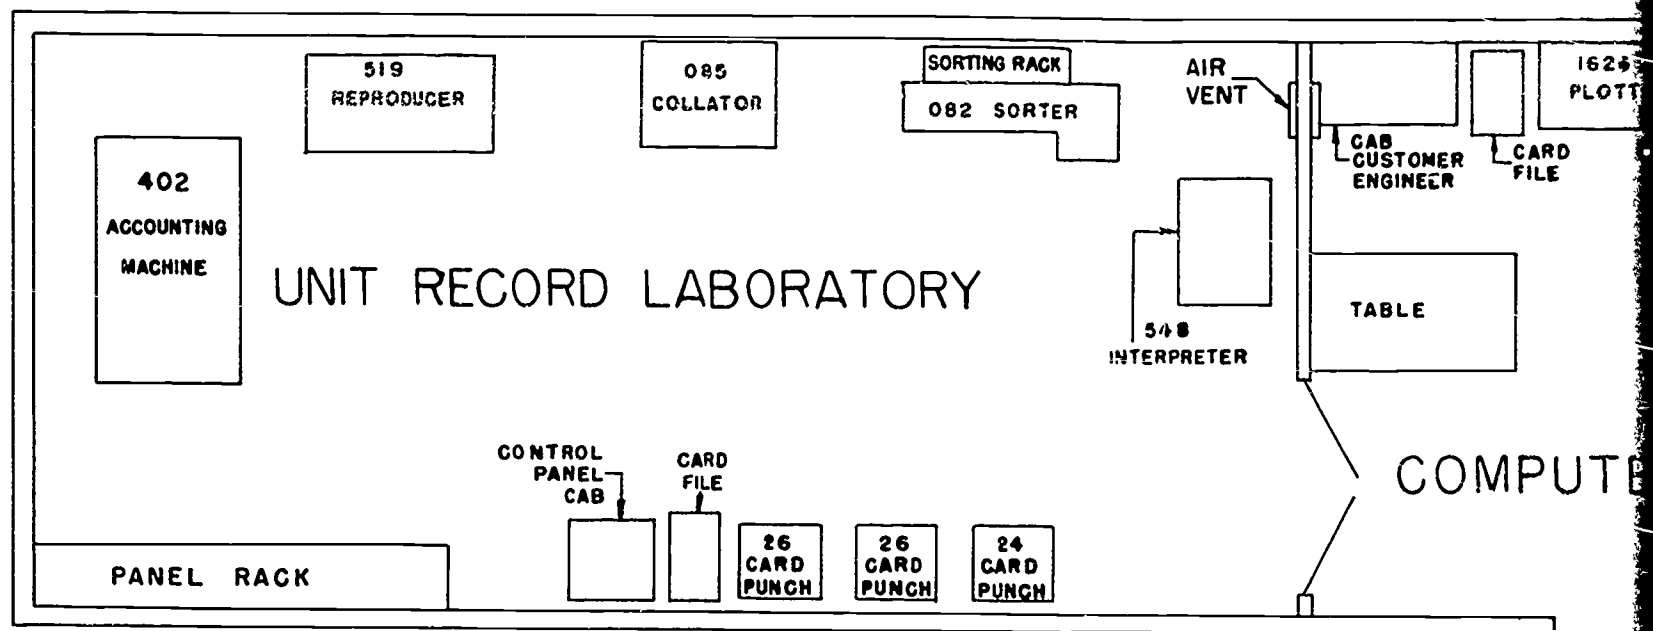 519
REPRODUCER
085
COLLATOR
SORTING RACK
082 SORTER
AIR
VENT
CAB
CUSTOMER
ENGINEER
CARD
FILE
402
ACCOUNTING
MACHINE
UNIT RECORD LABORATORY
548
INTERPRETER
TABLE
CONTROL
PANEL
CAB
CARD
FILE
26
CARD
PUNCH
26
CARD
PUNCH
24
CARD
PUNCH
PANEL RACK